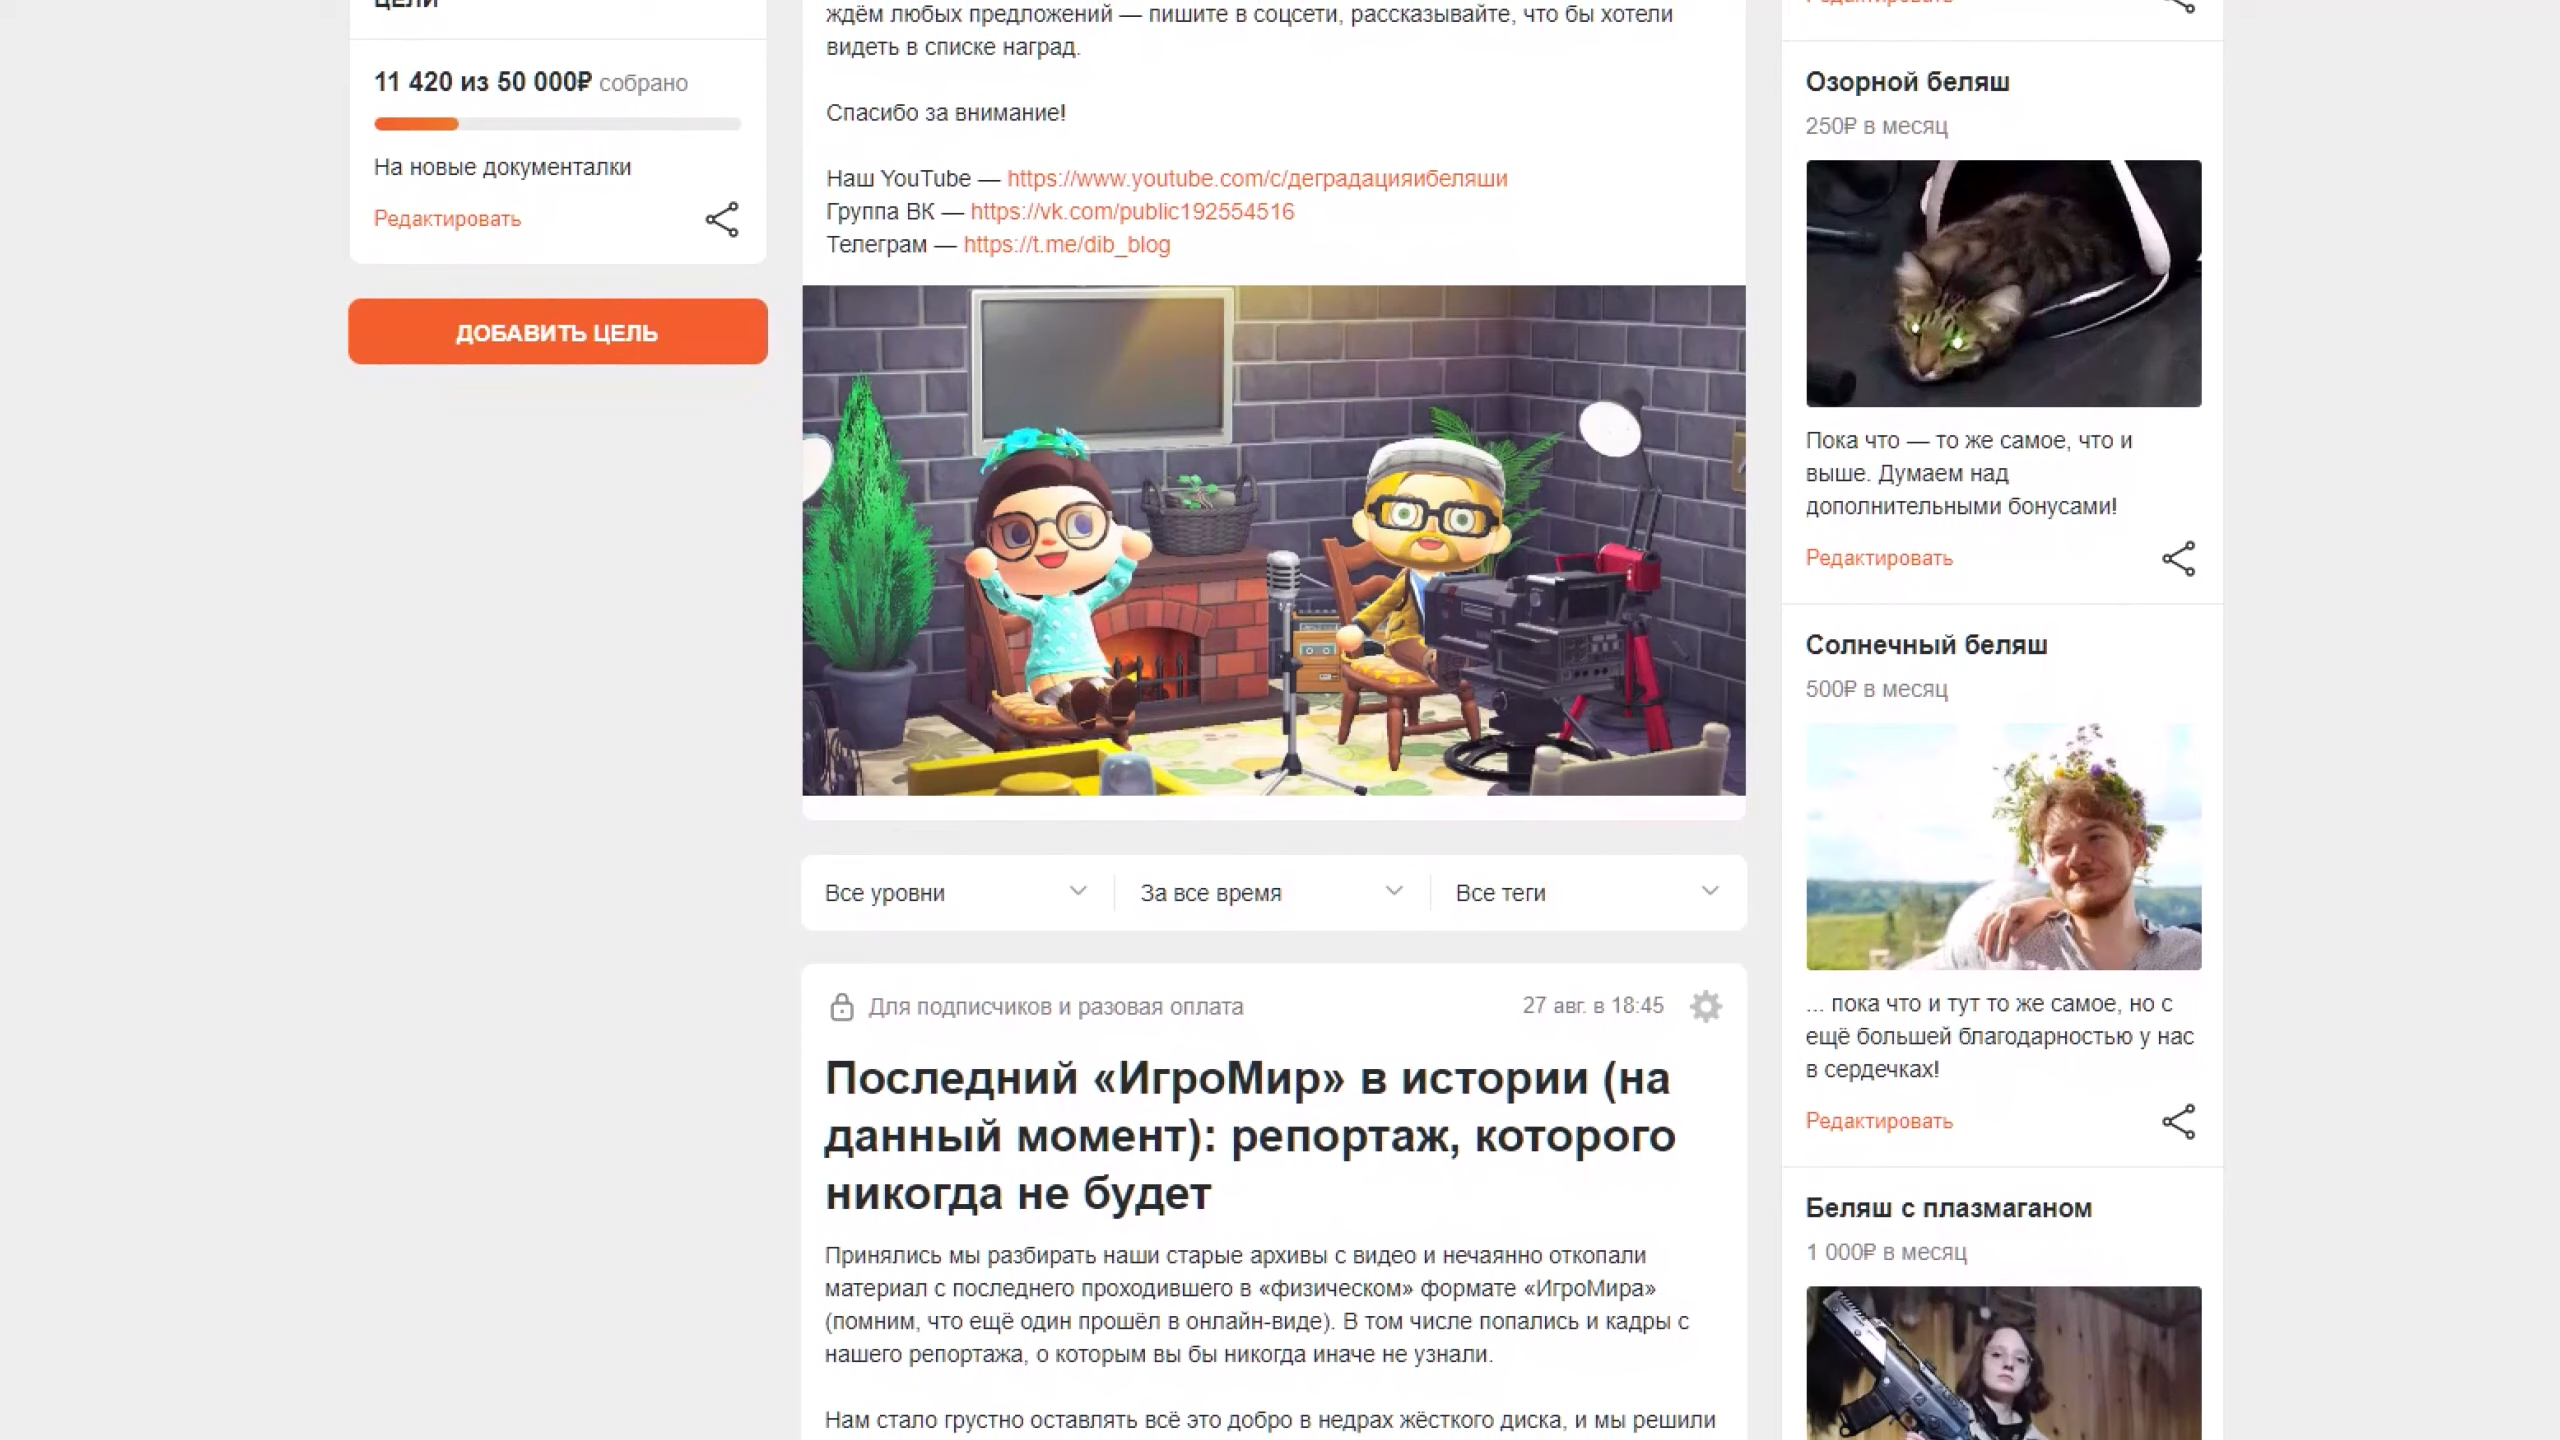 ЦЕЛИ
11 420 из 50 000₽ собрано
На новые документалки
Редактировать
ДОБАВИТЬ ЦЕЛЬ
ждём любых предложений — пишите в соцсети, рассказывайте, что бы хотели
видеть в списке наград.
Спасибо за внимание!
Наш YouTube — https://www.youtube.com/c/деградацияибеляши
Группа ВК — https://vk.com/public192554516
Телеграм — https://t.me/dib_blog
Все уровни
За все время
Все теги
Для подписчиков и разовая оплата
27 авг. в 18:45
Последний «ИгроМир» в истории (на
данный момент): репортаж, которого
никогда не будет
Принялись мы разбирать наши старые архивы с видео и нечаянно откопали
материал с последнего проходившего в «физическом» формате «ИгроМира»
(помним, что ещё один прошёл в онлайн-виде). В том числе попались и кадры с
нашего репортажа, о которым вы бы никогда иначе не узнали.
Нам стало грустно оставлять всё это добро в недрах жёсткого диска, и мы решили
Редактировать
Озорной беляш
250₽ в месяц
Пока что — то же самое, что и
выше. Думаем над
дополнительными бонусами!
Редактировать
Солнечный беляш
500₽ в месяц
... пока что и тут то же самое, но с
ещё большей благодарностью у нас
в сердечках!
Редактировать
Беляш с плазмаганом
1 000₽ в месяц